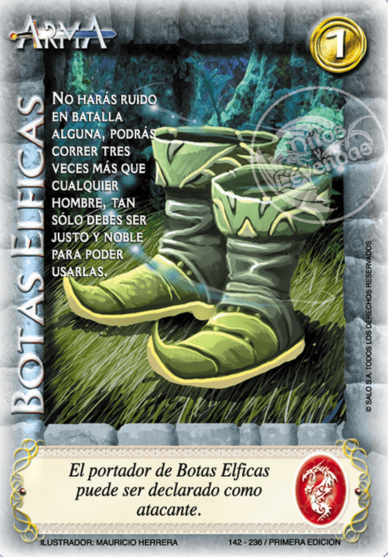 ARMA
1
BOTAS ELFICAS
NO HARÁS RUIDO
EN BATALLA
ALGUNA, PODRÁS
CORRER TRES
VECES MÁS QUE
CUALQUIER
HOMBRE, TAN
SÓLO DEBES SER
JUSTO Y NOBLE
PARA PODER
USARLAS.
Mitos
y
Leyendas
© SALO S.A. TODOS LOS DERECHOS RESERVADOS
El portador de Botas Elficas
puede ser declarado como
atacante.
ILUSTRADOR: MAURICIO HERRERA 142 - 236 / PRIMERA EDICION